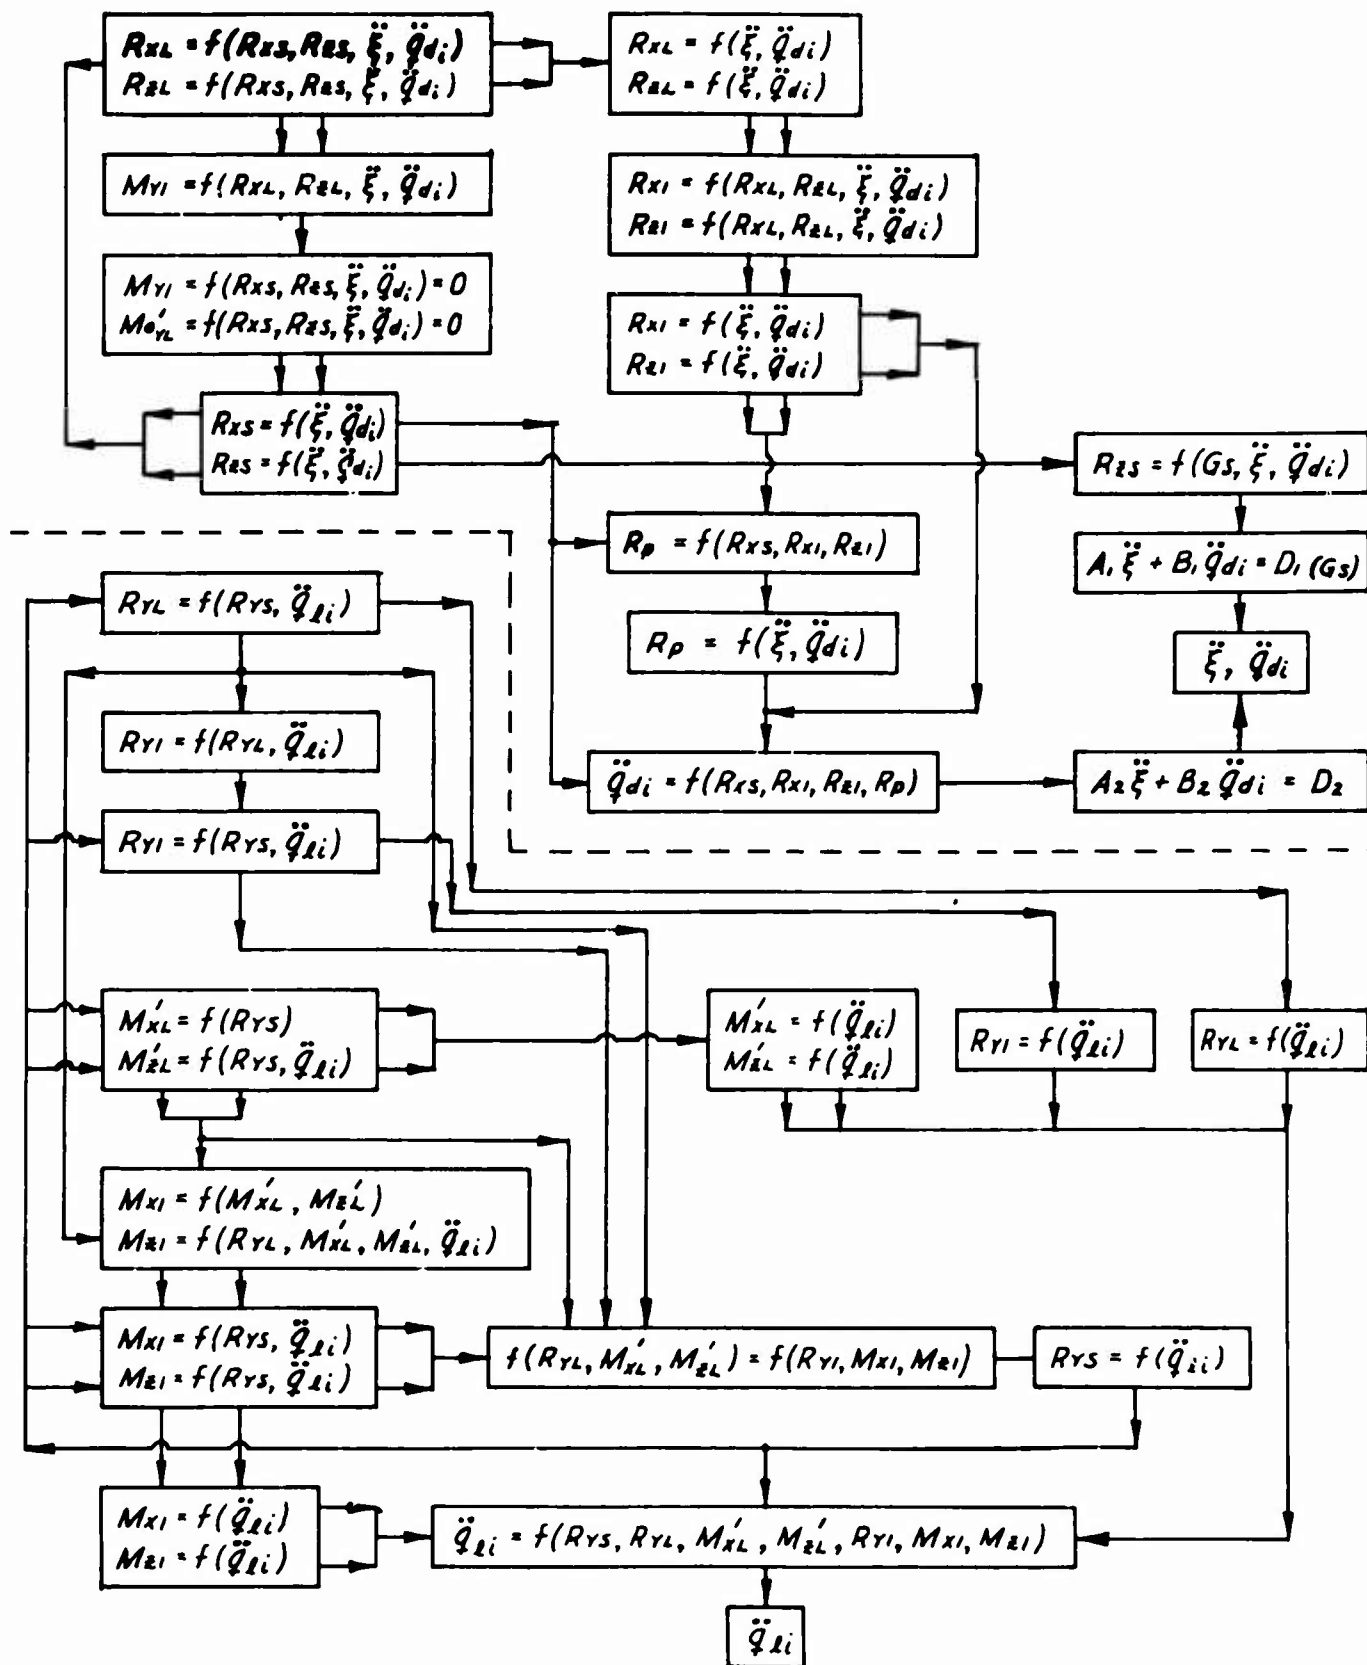 RXL = f(RXS, RZS, ξ̈, q̈di)
RZL = f(RXS, RZS, ξ̈, q̈di)
RXL = f(ξ̈, q̈di)
RZL = f(ξ̈, q̈di)
MY1 = f(RXL, RZL, ξ̈, q̈di)
RX1 = f(RXL, RZL, ξ̈, q̈di)
RZ1 = f(RXL, RZL, ξ̈, q̈di)
MY1 = f(RXS, RZS, ξ̈, q̈di) = 0
Mo'YL = f(RXS, RZS, ξ̈, q̈di) = 0
RX1 = f(ξ̈, q̈di)
RZ1 = f(ξ̈, q̈di)
RXS = f(ξ̈, q̈di)
RZS = f(ξ̈, q̈di)
RZS = f(GS, ξ̈, q̈di)
Rp = f(RXS, RX1, RZ1)
A1 ξ̈ + B1 q̈di = D1 (GS)
RYL = f(RYS, q̈li)
Rp = f(ξ̈, q̈di)
ξ̈, q̈di
RY1 = f(RYL, q̈li)
q̈di = f(RXS, RX1, RZ1, Rp)
A2 ξ̈ + B2 q̈di = D2
RY1 = f(RYS, q̈li)
M'XL = f(RYS)
M'ZL = f(RYS, q̈li)
M'XL = f(q̈li)
M'ZL = f(q̈li)
RY1 = f(q̈li)
RYL = f(q̈li)
MX1 = f(M'XL, M'ZL)
MZ1 = f(RYL, M'XL, M'ZL, q̈li)
MX1 = f(RYS, q̈li)
MZ1 = f(RYS, q̈li)
f(RYL, M'XL, M'ZL) = f(RY1, MX1, MZ1)
RYS = f(q̈li)
MX1 = f(q̈li)
MZ1 = f(q̈li)
q̈li = f(RYS, RYL, M'XL, M'ZL, RY1, MX1, MZ1)
q̈li